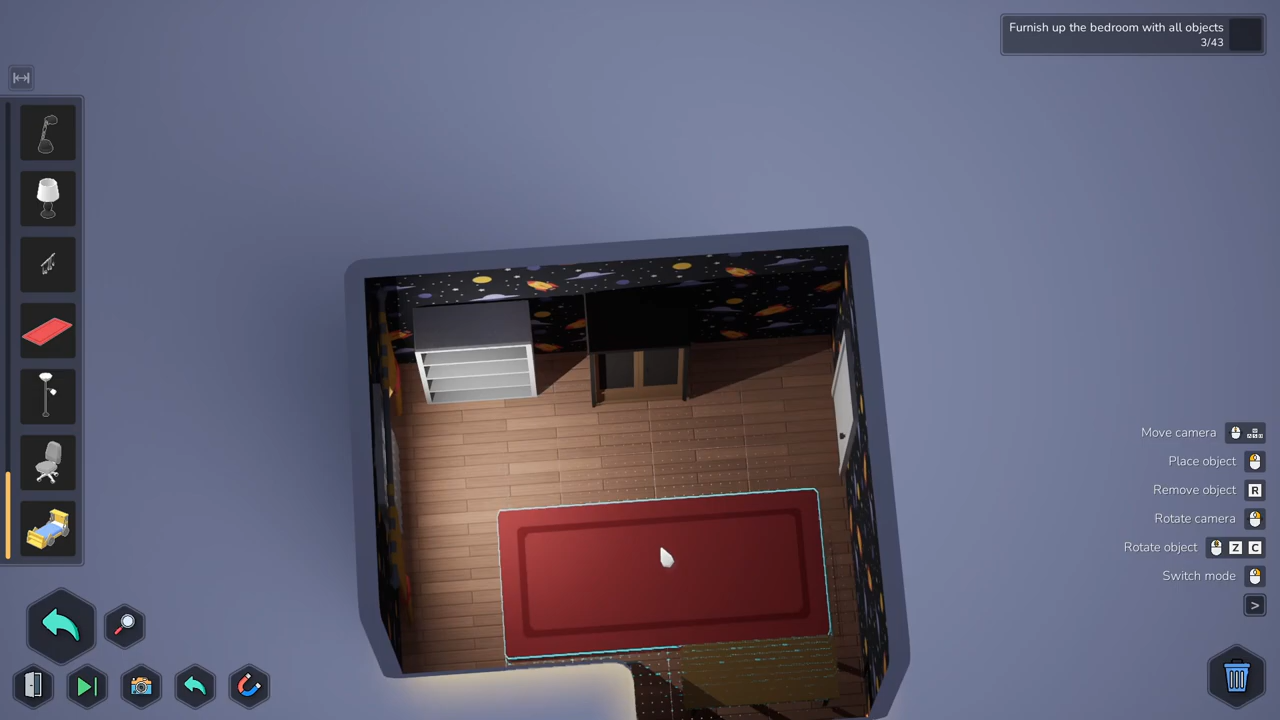 Furnish up the bedroom with all objects
3/43
Move camera
Place object
Remove object R
Rotate camera
Rotate object Z C
Switch mode
>